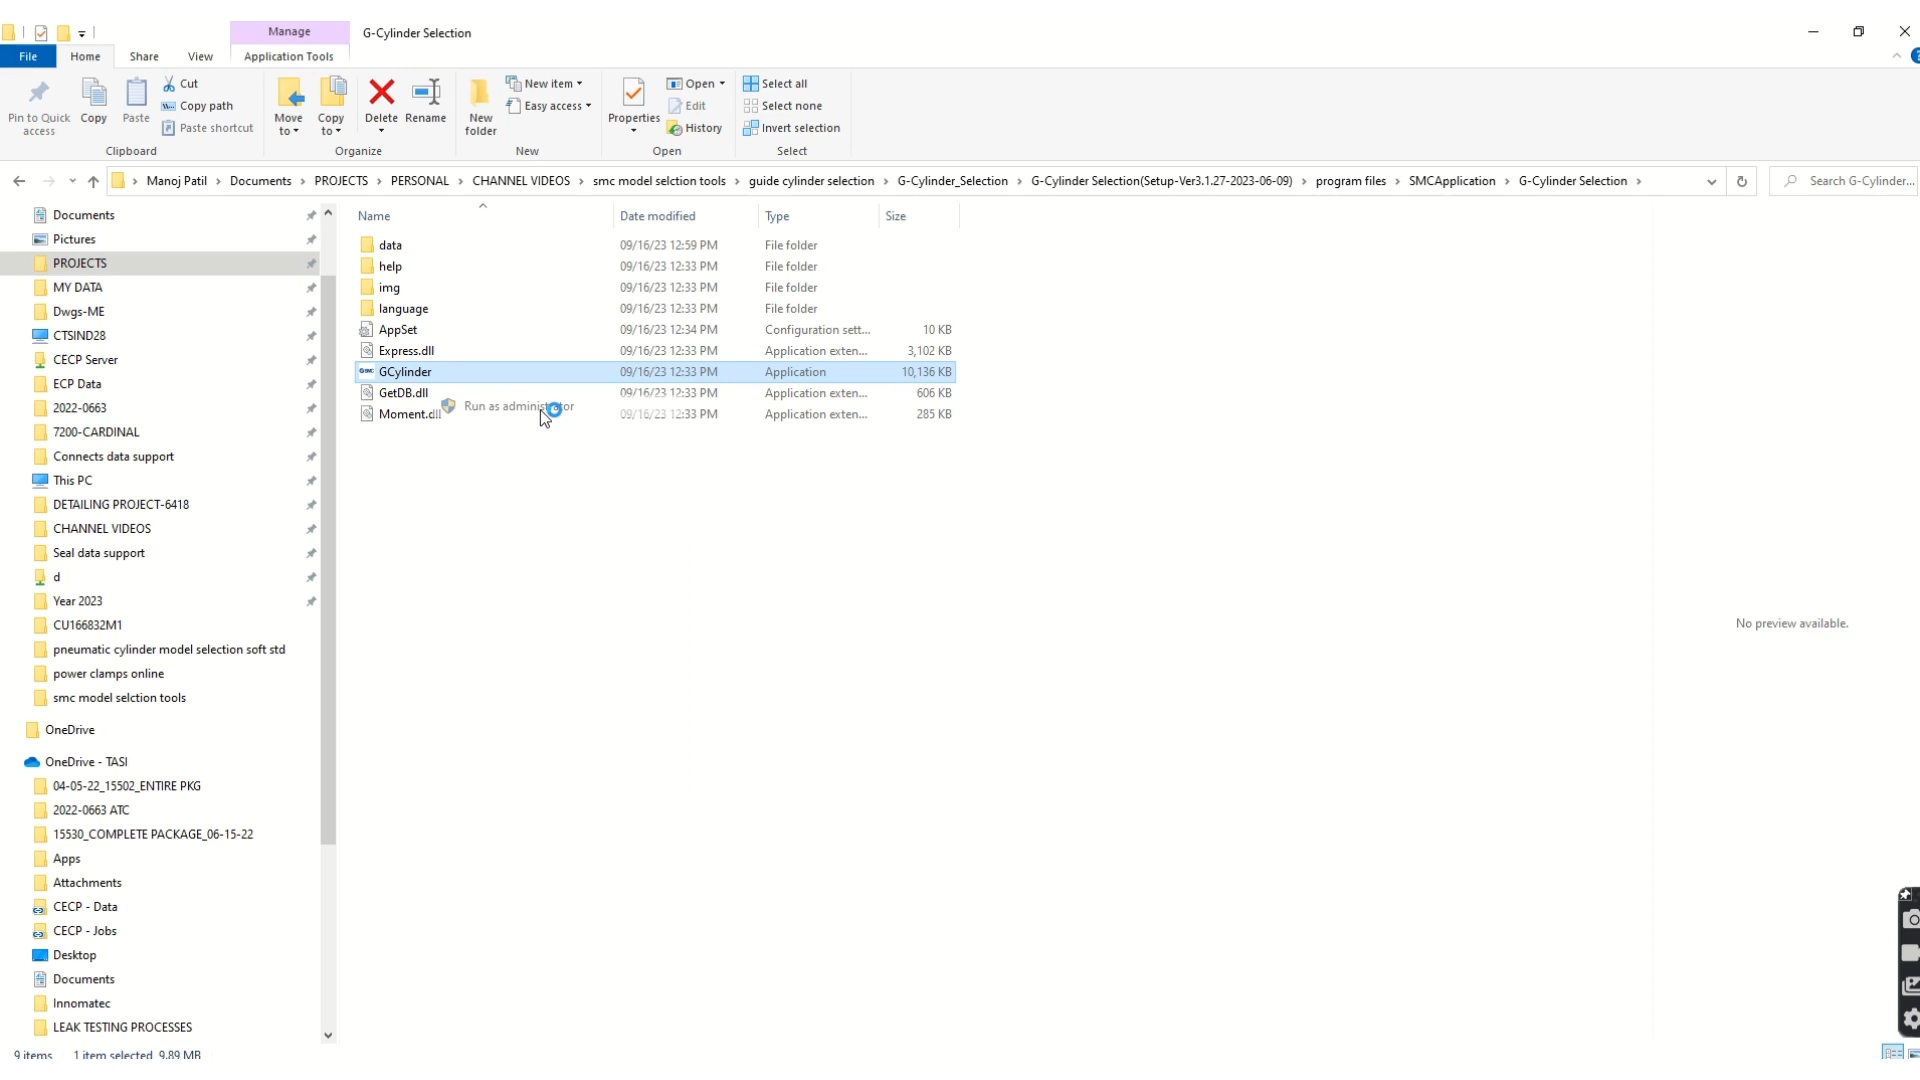 Manage
G-Cylinder Selection
File
Home
Share
View
Application Tools
Pin to Quick access
Copy
Paste
Cut
Copy path
Paste shortcut
Clipboard
Move to
Copy to
Delete
Rename
Organize
New folder
New item
Easy access
New
Properties
Open
Edit
History
Open
Select all
Select none
Invert selection
Select
Manoj Patil > Documents > PROJECTS > PERSONAL > CHANNEL VIDEOS > smc model selction tools > guide cylinder selection > G-Cylinder_Selection > G-Cylinder Selection(Setup-Ver3.1.27-2023-06-09) > program files > SMCApplication > G-Cylinder Selection >
Search G-Cylinder...
Documents
Pictures
PROJECTS
MY DATA
Dwgs-ME
CTSIND28
CECP Server
ECP Data
2022-0663
7200-CARDINAL
Connects data support
This PC
DETAILING PROJECT-6418
CHANNEL VIDEOS
Seal data support
d
Year 2023
CU166832M1
pneumatic cylinder model selection soft std
power clamps online
smc model selction tools
OneDrive
OneDrive - TASI
04-05-22_15502_ENTIRE PKG
2022-0663 ATC
15530_COMPLETE PACKAGE_06-15-22
Apps
Attachments
CECP - Data
CECP - Jobs
Desktop
Documents
Innomatec
LEAK TESTING PROCESSES
Name Date modified Type Size
data 09/16/23 12:59 PM File folder
help 09/16/23 12:33 PM File folder
img 09/16/23 12:33 PM File folder
language 09/16/23 12:33 PM File folder
AppSet 09/16/23 12:34 PM Configuration sett... 10 KB
Express.dll 09/16/23 12:33 PM Application exten... 3,102 KB
GCylinder 09/16/23 12:33 PM Application 10,136 KB
GetDB.dll 09/16/23 12:33 PM Application exten... 606 KB
Run as administrator
Moment.dll 09/16/23 12:33 PM Application exten... 285 KB
No preview available.
9 items 1 item selected 9.89 MB